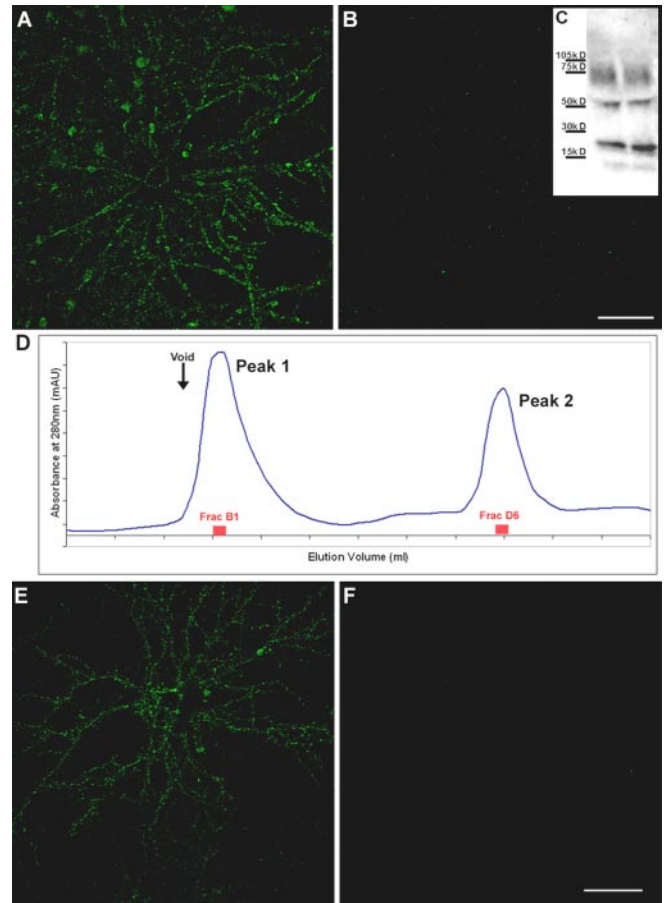 A
B
C
105kD
75kD
50kD
30kD
15kD
D
Void
Peak 1
Peak 2
Absorbance at 280nm (mAU)
Frac B1
Frac D6
Elution Volume (ml)
E
F